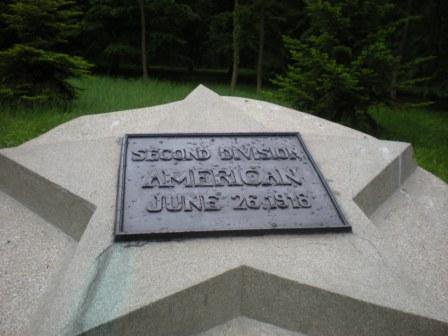 SECOND DIVISION
AMERICAN
JUNE 26.1918